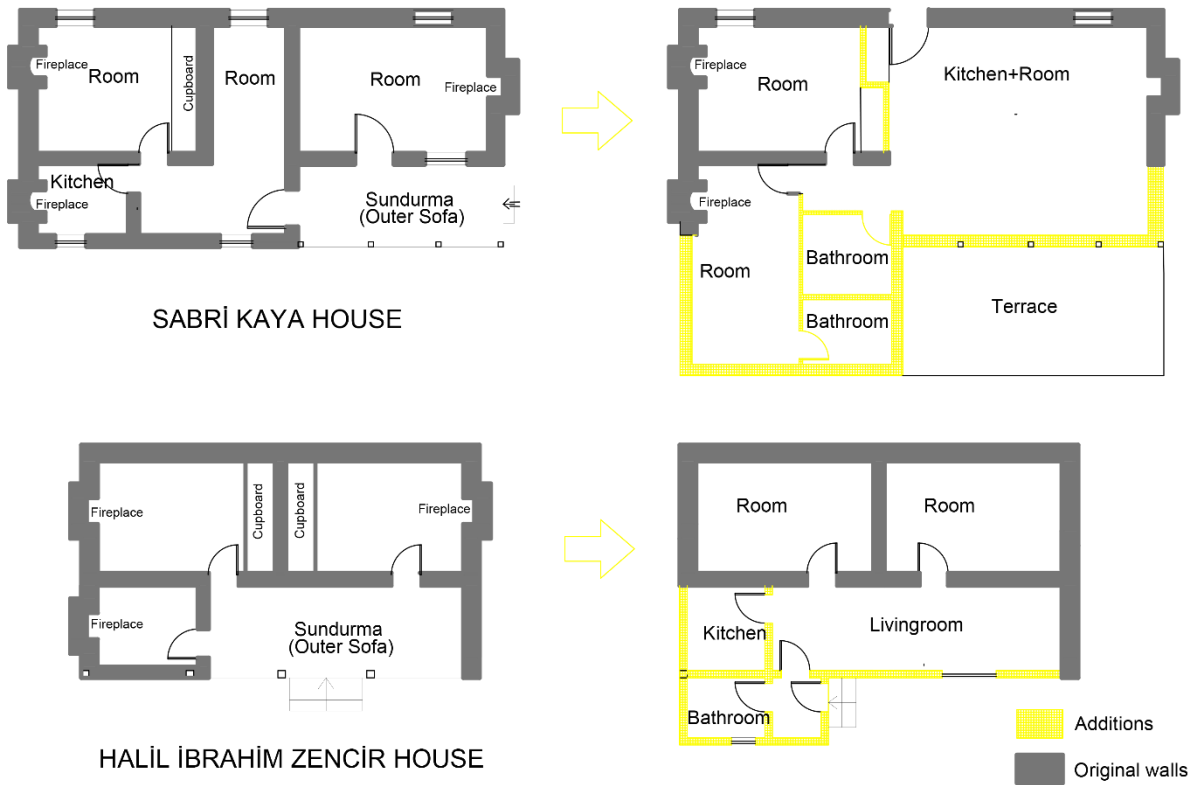 Fireplace
Room
Cupboard
Room
Room
Fireplace
Kitchen
Fireplace
Sundurma
(Outer Sofa)
SABRİ KAYA HOUSE
Fireplace
Room
Kitchen+Room
Fireplace
Room
Bathroom
Bathroom
Terrace
Fireplace
Cupboard
Cupboard
Fireplace
Fireplace
Sundurma
(Outer Sofa)
HALİL İBRAHİM ZENCIR HOUSE
Room
Room
Kitchen
Livingroom
Bathroom
Additions
Original walls